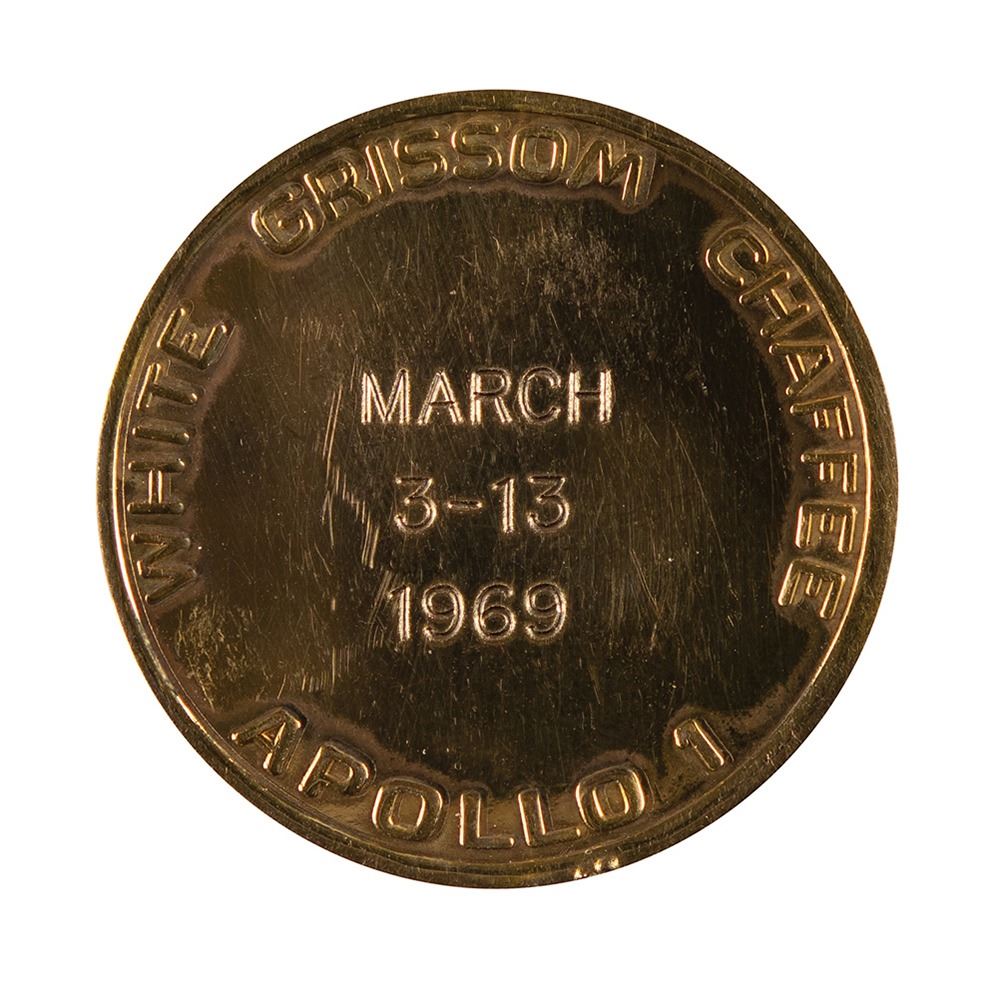 WHITE GRISSOM CHAFFEE
MARCH
3-13
1969
APOLLO 1